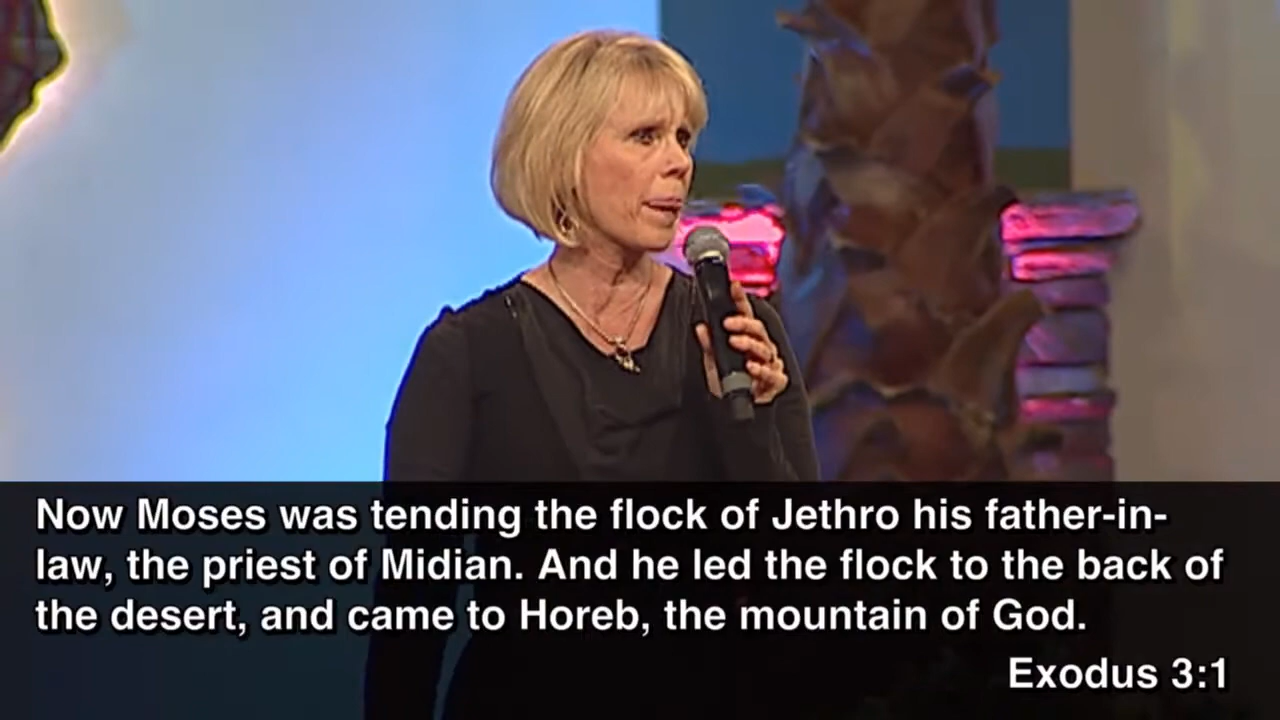 Now Moses was tending the flock of Jethro his father-in-
law, the priest of Midian. And he led the flock to the back of
the desert, and came to Horeb, the mountain of God.
Exodus 3:1